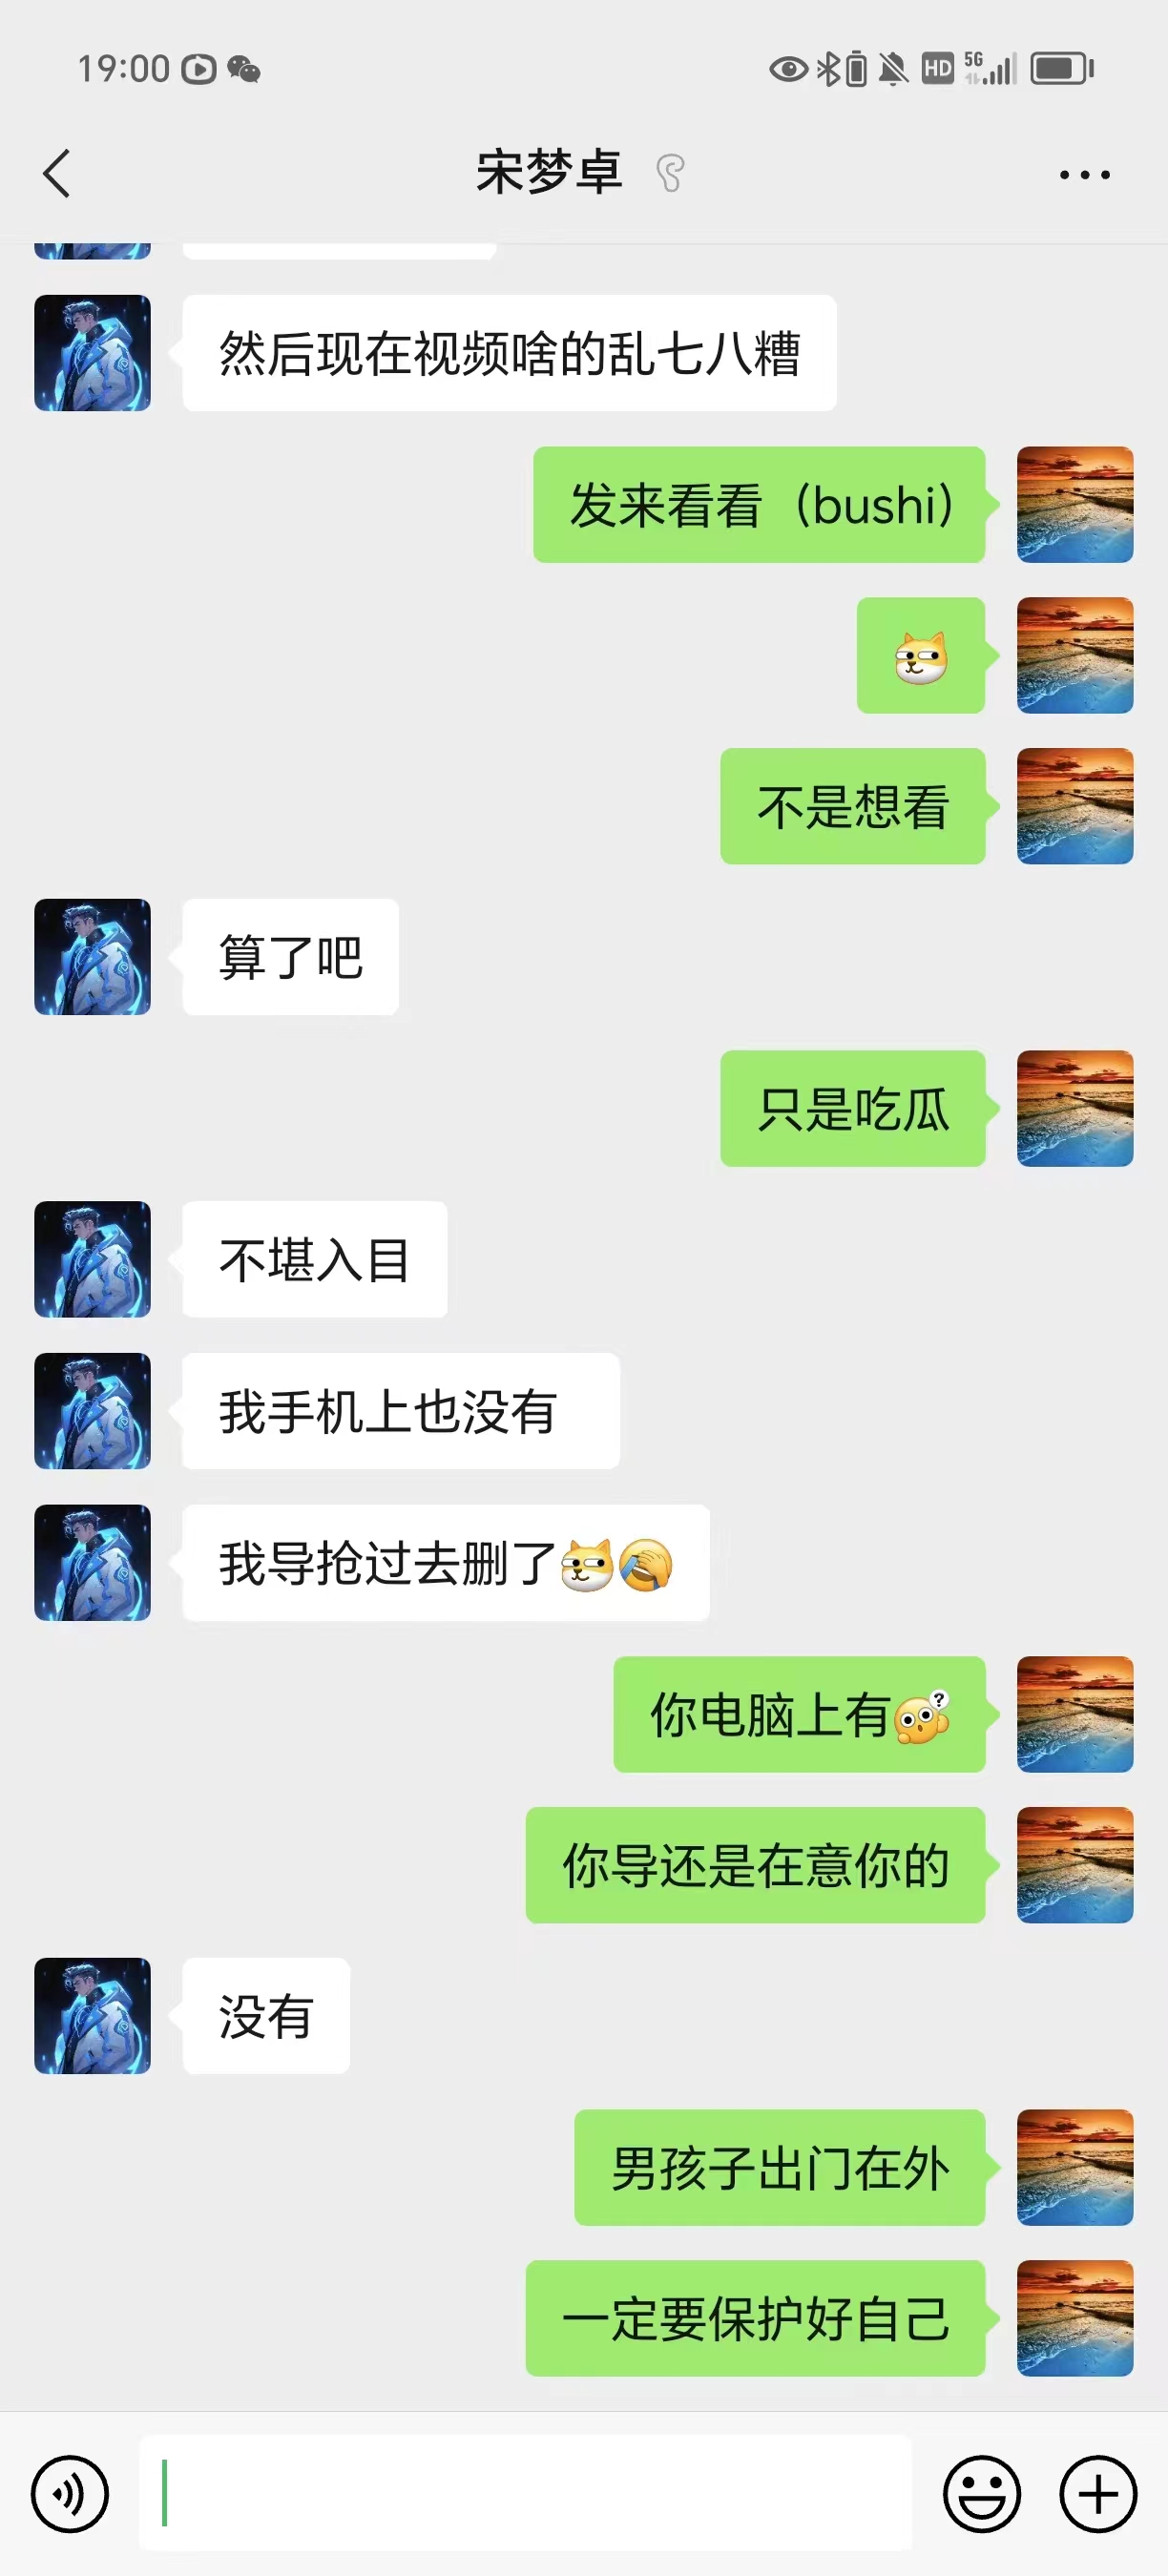 19:00
HD
5G
宋梦卓
然后现在视频啥的乱七八糟
发来看看（bushi）
不是想看
算了吧
只是吃瓜
不堪入目
我手机上也没有
我导抢过去删了
你电脑上有
你导还是在意你的
没有
男孩子出门在外
一定要保护好自己